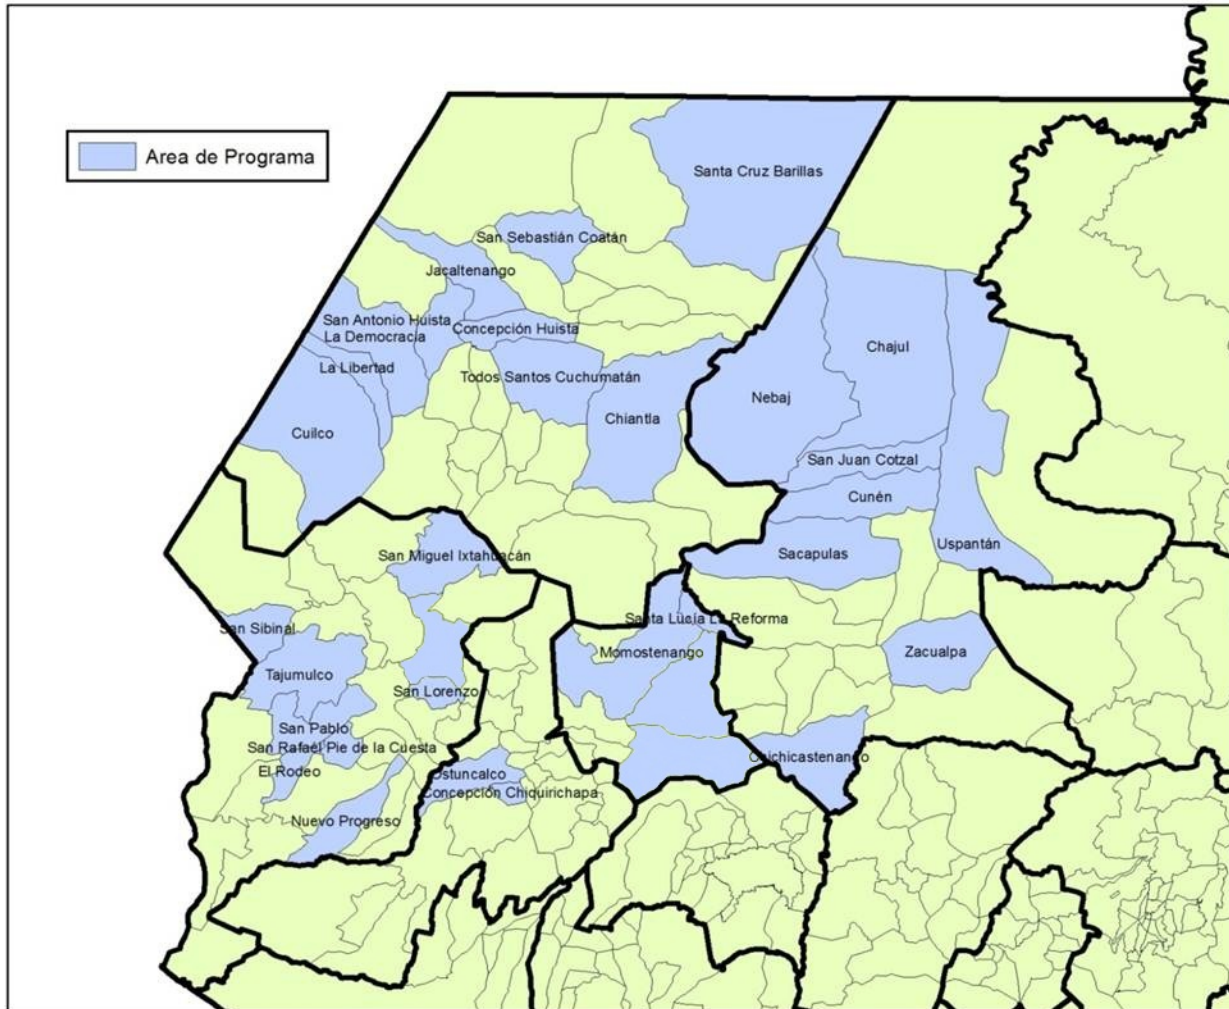 Area de Programa
Santa Cruz Barillas
San Sebastián Coatán
Jacaltenango
San Antonio Huista
La Democracia
Concepción Huista
Chajul
La Libertad
Todos Santos Cuchumatán
Nebaj
Chiantla
Cuilco
San Juan Cotzal
Cunén
Uspantán
San Miguel Ixtahuacán
Sacapulas
Santa Lucía La Reforma
San Sibinal
Momostenango
Zacualpa
Tajumulco
San Lorenzo
San Pablo
San Rafael Pie de la Cuesta
Chichicastenango
El Rodeo
Ostuncalco
Concepción Chiquirichapa
Nuevo Progreso